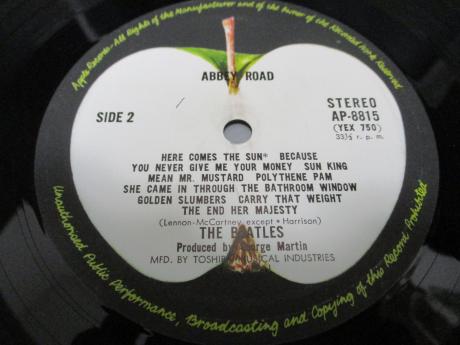 Apple Records · All Rights of the Manufacturer and of the Owner of the Recorded Work Reserved
ABBEY ROAD
SIDE 2
STEREO
AP-8815
(YEX 750)
33⅓ r. p. m.
HERE COMES THE SUN* BECAUSE
YOU NEVER GIVE ME YOUR MONEY SUN KING
MEAN MR. MUSTARD POLYTHENE PAM
SHE CAME IN THROUGH THE BATHROOM WINDOW
GOLDEN SLUMBERS CARRY THAT WEIGHT
THE END HER MAJESTY
(Lennon-McCartney except * Harrison)
THE BEATLES
Produced by George Martin
MFD. BY TOSHIBA MUSICAL INDUSTRIES
Unauthorised Public Performance, Broadcasting and Copying of this Record Prohibited